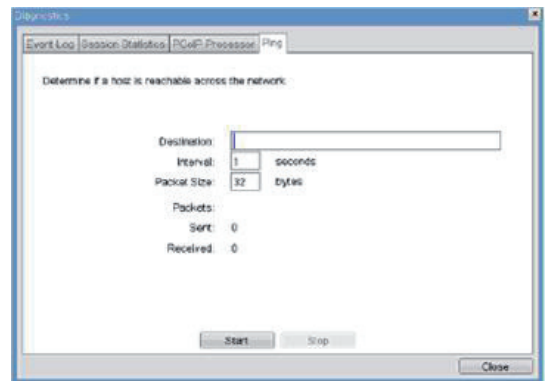 Diagnostics
Event Log Session Statistics PCoIP Processor Ping
Determine if a host is reachable across the network
Destination:
Interval: 1 seconds
Packet Size: 32 bytes
Packets:
Sent: 0
Received: 0
Start Stop
Close